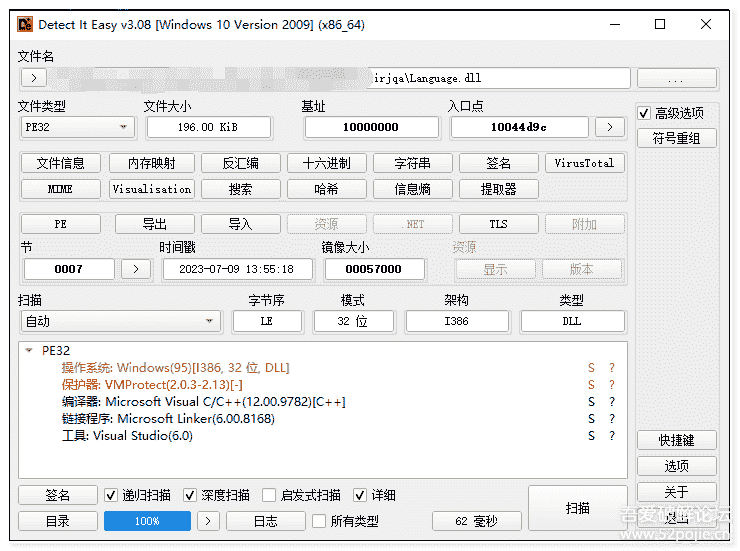 Detect It Easy v3.08 [Windows 10 Version 2009] (x86_64)
文件名
> irjqa\Language.dll ...
文件类型 文件大小 基址 入口点
PE32 196.00 KiB 10000000 10044d9c >
高级选项
符号重组
文件信息 内存映射 反汇编 十六进制 字符串 签名 VirusTotal
MIME Visualisation 搜索 哈希 信息熵 提取器
PE 导出 导入 资源 .NET TLS 附加
节 时间戳 镜像大小 资源
0007 > 2023-07-09 13:55:18 00057000 显示 版本
扫描 字节序 模式 架构 类型
自动 LE 32 位 I386 DLL
PE32
操作系统: Windows(95)[I386, 32 位, DLL] S ?
保护器: VMProtect(2.0.3-2.13)[-] S ?
编译器: Microsoft Visual C/C++(12.00.9782)[C++] S ?
链接程序: Microsoft Linker(6.00.8168) S ?
工具: Visual Studio(6.0) S ?
快捷键
选项
关于
退出
签名 递归扫描 深度扫描 启发式扫描 详细
扫描
目录 100% > 日志 所有类型 62 毫秒
吾爱破解论坛
www.52pojie.cn